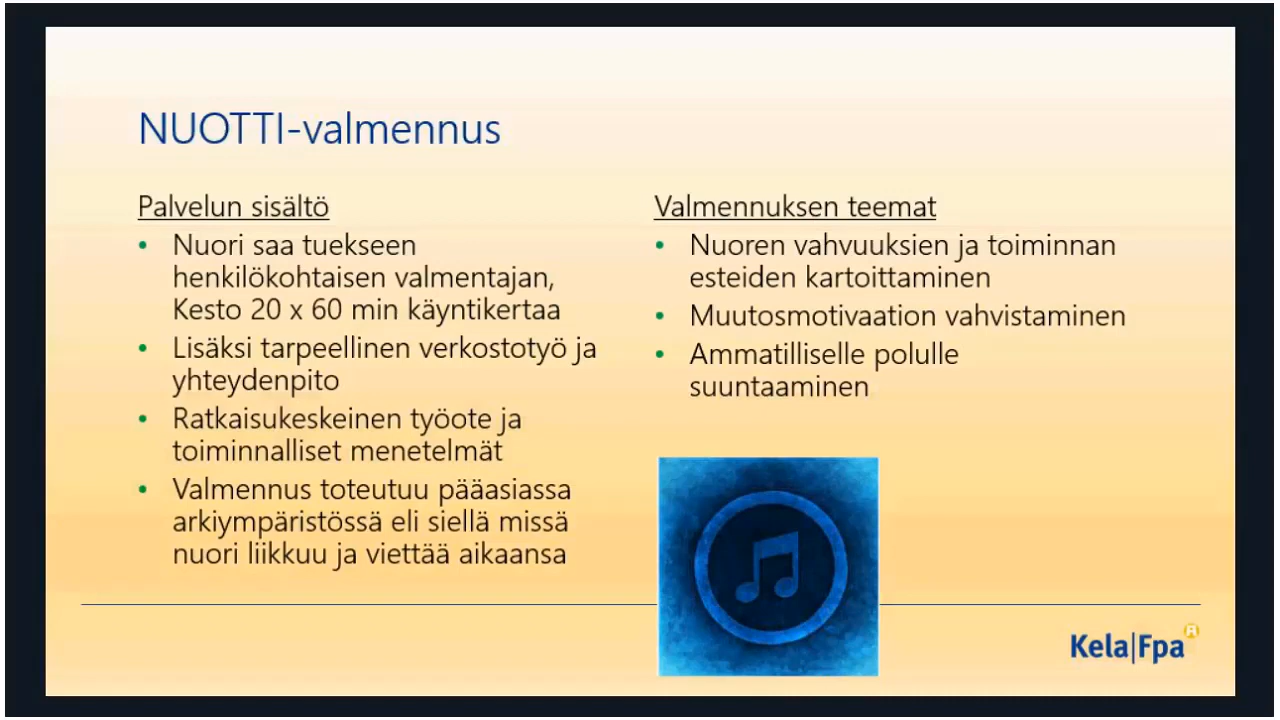 NUOTTI-valmennus
Palvelun sisältö
• Nuori saa tuekseen
henkilökohtaisen valmentajan,
Kesto 20 x 60 min käyntikertaa
• Lisäksi tarpeellinen verkostotyö ja
yhteydenpito
• Ratkaisukeskeinen työote ja
toiminnalliset menetelmät
• Valmennus toteutuu pääasiassa
arkiympäristössä eli siellä missä
nuori liikkuu ja viettää aikaansa
Valmennuksen teemat
• Nuoren vahvuuksien ja toiminnan
esteiden kartoittaminen
• Muutosmotivaation vahvistaminen
• Ammatilliselle polulle
suuntaaminen
Kela|Fpa